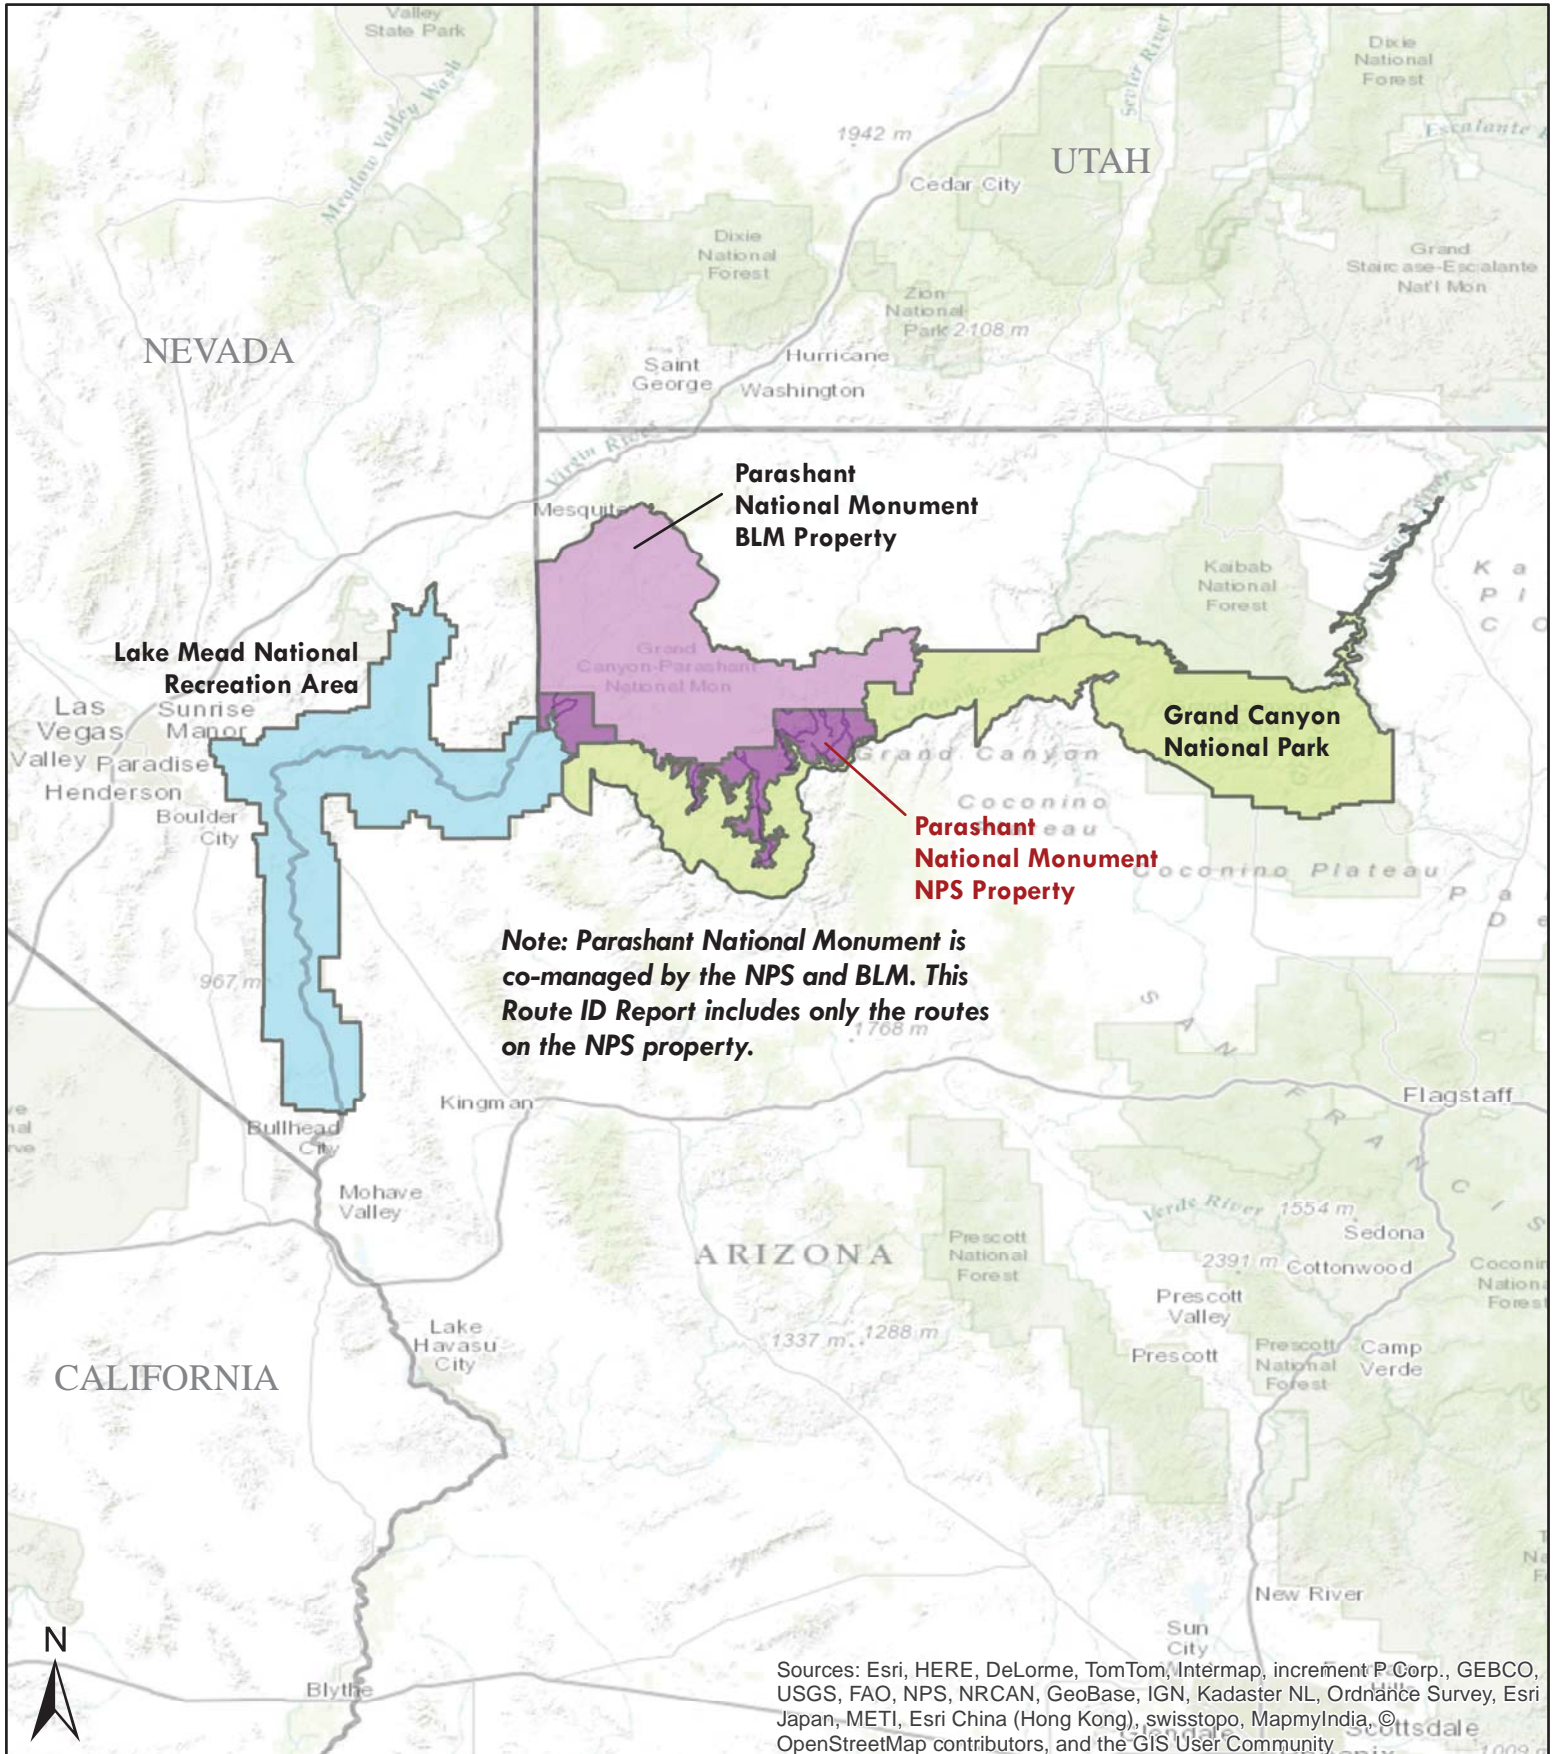 Valley
State Park
Meadow Valley Wash
Sevier River
Dixie
National
Forest
Escalante
1942 m
UTAH
Cedar City
Dixie
National
Forest
Grand
Staircase-Escalante
Nat'l Mon
Zion
National
Park 2108 m
NEVADA
Hurricane
Saint
George
Washington
Virgin River
Parashant
National Monument
BLM Property
Mesquite
Kaibab
National
Forest
K a
P l
C O
Grand
Canyon-Parashant
National Mon
Colorado River
Lake Mead National
Recreation Area
Las
Vegas
Sunrise
Manor
Valley Paradise
Henderson
Boulder
City
Grand Canyon
National Park
Grand Canyon
Coconino
Plateau
Parashant
National Monument
NPS Property
Coconino Plateau
P a
D e
Note: Parashant National Monument is
co-managed by the NPS and BLM. This
Route ID Report includes only the routes
on the NPS property.
967 m
1768 m
S A N
F R A N C I S
Kingman
Flagstaff
Bullhead
City
Mohave
Valley
Verde River
1554 m
Sedona
ARIZONA
Prescott
National
Forest
2391 m
Cottonwood
Prescott
Valley
Lake
Havasu
City
1337 m
1288 m
Prescott
Prescott
National
Forest
Camp
Verde
CALIFORNIA
New River
Sun
City
N
Blythe
Sources: Esri, HERE, DeLorme, TomTom, Intermap, increment P Corp., GEBCO,
USGS, FAO, NPS, NRCAN, GeoBase, IGN, Kadaster NL, Ordnance Survey, Esri
Japan, METI, Esri China (Hong Kong), swisstopo, MapmyIndia, ©
OpenStreetMap contributors, and the GIS User Community
Glendale
Scottsdale